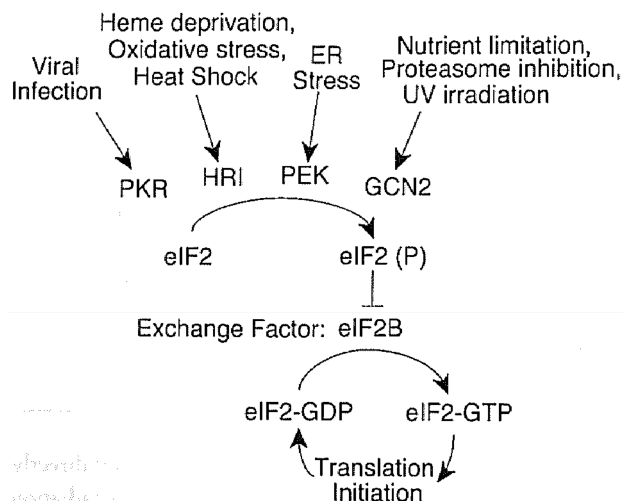 Viral
Infection
Heme deprivation,
Oxidative stress,
Heat Shock
ER
Stress
Nutrient limitation,
Proteasome inhibition,
UV irradiation
PKR
HRI
PEK
GCN2
eIF2
eIF2 (P)
Exchange Factor: eIF2B
eIF2-GDP
eIF2-GTP
Translation
Initiation